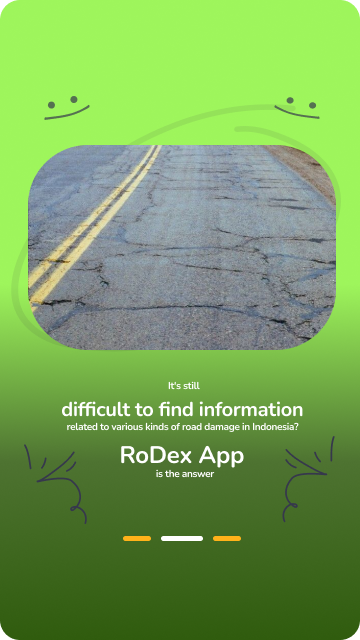 It's still
difficult to find information
related to various kinds of road damage in Indonesia?
RoDex App
is the answer